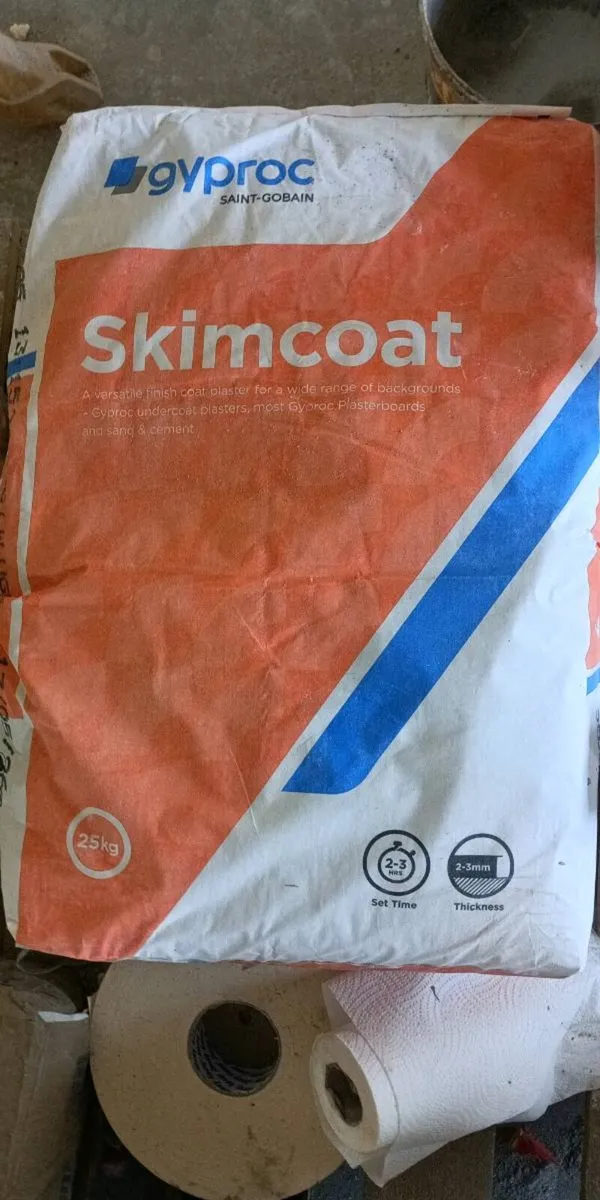 gyproc
SAINT-GOBAIN
Skimcoat
A versatile finish coat plaster for a wide range of backgrounds
- Gyproc undercoat plasters, most Gyproc Plasterboards
and sand & cement
25kg
2-3
HRS
Set Time
2-3mm
Thickness